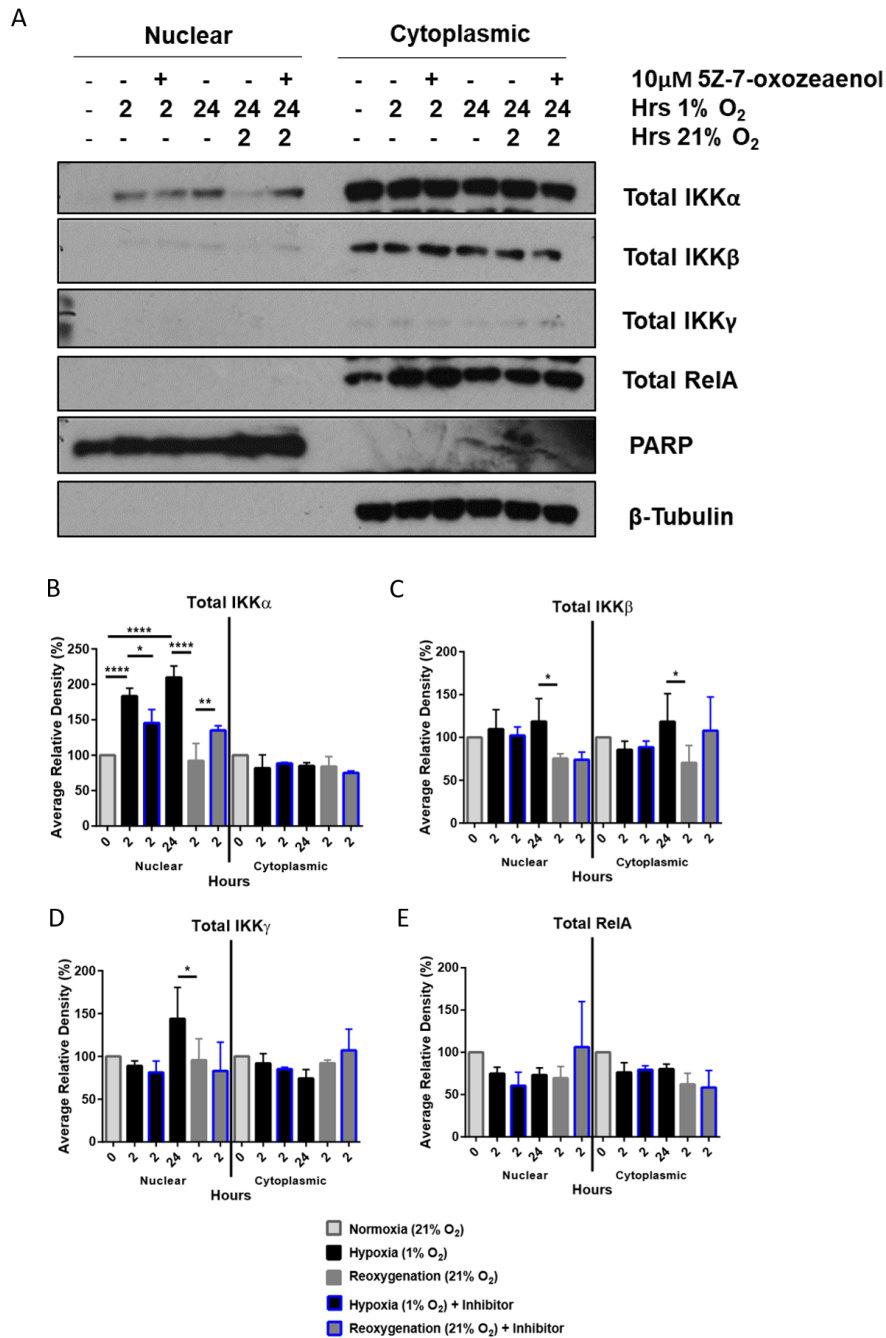 A
Nuclear Cytoplasmic
- - + - - + - - + - - + 10µM 5Z-7-oxozeaenol
- 2 2 24 24 24 - 2 2 24 24 24 Hrs 1% O2
- - - - 2 2 - - - - 2 2 Hrs 21% O2
Total IKKα
Total IKKβ
Total IKKγ
Total RelA
PARP
β-Tubulin
B
Total IKKα
Average Relative Density (%)
250
200
150
100
50
0
****
*
****
****
**
0 2 2 24 2 2 0 2 2 24 2 2
Nuclear Cytoplasmic
Hours
C
Total IKKβ
Average Relative Density (%)
200
150
100
50
0
*
*
0 2 2 24 2 2 0 2 2 24 2 2
Nuclear Cytoplasmic
Hours
D
Total IKKγ
Average Relative Density (%)
200
150
100
50
0
*
0 2 2 24 2 2 0 2 2 24 2 2
Nuclear Cytoplasmic
Hours
E
Total RelA
Average Relative Density (%)
200
150
100
50
0
0 2 2 24 2 2 0 2 2 24 2 2
Nuclear Cytoplasmic
Hours
Normoxia (21% O2)
Hypoxia (1% O2)
Reoxygenation (21% O2)
Hypoxia (1% O2) + Inhibitor
Reoxygenation (21% O2) + Inhibitor